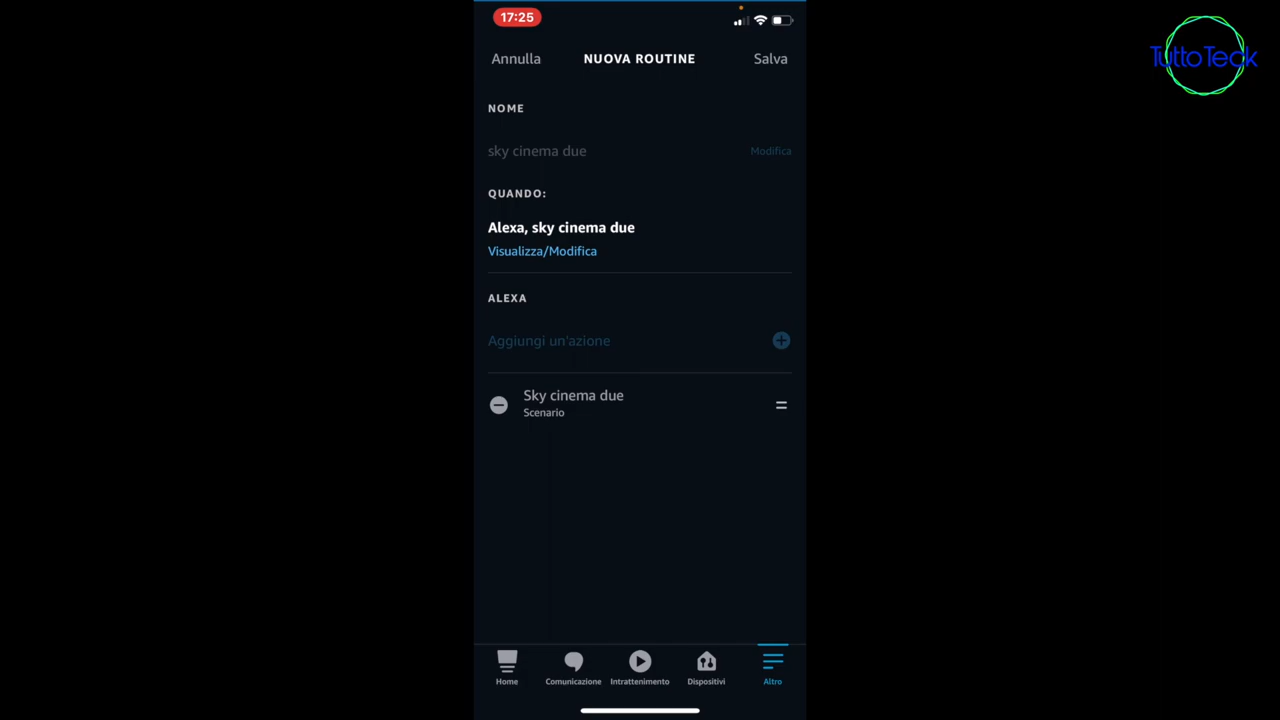 17:25
TuttoTeck
Annulla
NUOVA ROUTINE
Salva
NOME
sky cinema due
Modifica
QUANDO:
Alexa, sky cinema due
Visualizza/Modifica
ALEXA
Aggiungi un'azione
Sky cinema due
Scenario
Home
Comunicazione
Intrattenimento
Dispositivi
Altro